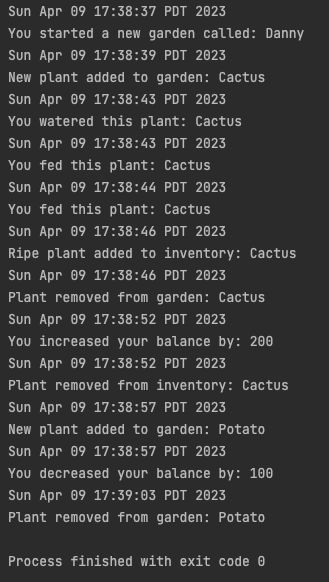 Sun Apr 09 17:38:37 PDT 2023
You started a new garden called: Danny
Sun Apr 09 17:38:39 PDT 2023
New plant added to garden: Cactus
Sun Apr 09 17:38:43 PDT 2023
You watered this plant: Cactus
Sun Apr 09 17:38:43 PDT 2023
You fed this plant: Cactus
Sun Apr 09 17:38:44 PDT 2023
You fed this plant: Cactus
Sun Apr 09 17:38:46 PDT 2023
Ripe plant added to inventory: Cactus
Sun Apr 09 17:38:46 PDT 2023
Plant removed from garden: Cactus
Sun Apr 09 17:38:52 PDT 2023
You increased your balance by: 200
Sun Apr 09 17:38:52 PDT 2023
Plant removed from inventory: Cactus
Sun Apr 09 17:38:57 PDT 2023
New plant added to garden: Potato
Sun Apr 09 17:38:57 PDT 2023
You decreased your balance by: 100
Sun Apr 09 17:39:03 PDT 2023
Plant removed from garden: Potato
Process finished with exit code 0